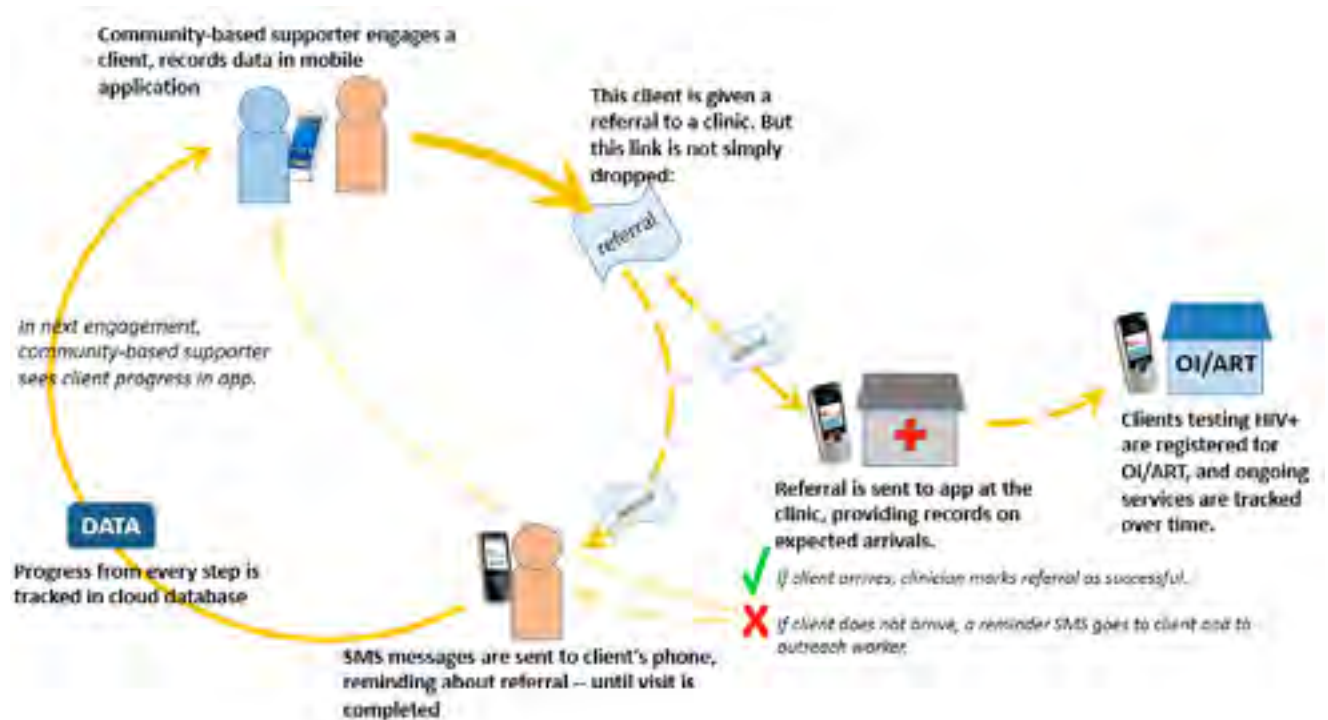 Community-based supporter engages a
client, records data in mobile
application
This client is given a
referral to a clinic. But
this link is not simply
dropped:
referral
In next engagement,
community-based supporter
sees client progress in app.
OI/ART
Clients testing HIV+
are registered for
OI/ART, and ongoing
services are tracked
over time.
Referral is sent to app at the
clinic, providing records on
expected arrivals.
If client arrives, clinician marks referral as successful.
If client does not arrive, a reminder SMS goes to client and to
outreach worker.
DATA
Progress from every step is
tracked in cloud database
SMS messages are sent to client's phone,
reminding about referral -- until visit is
completed